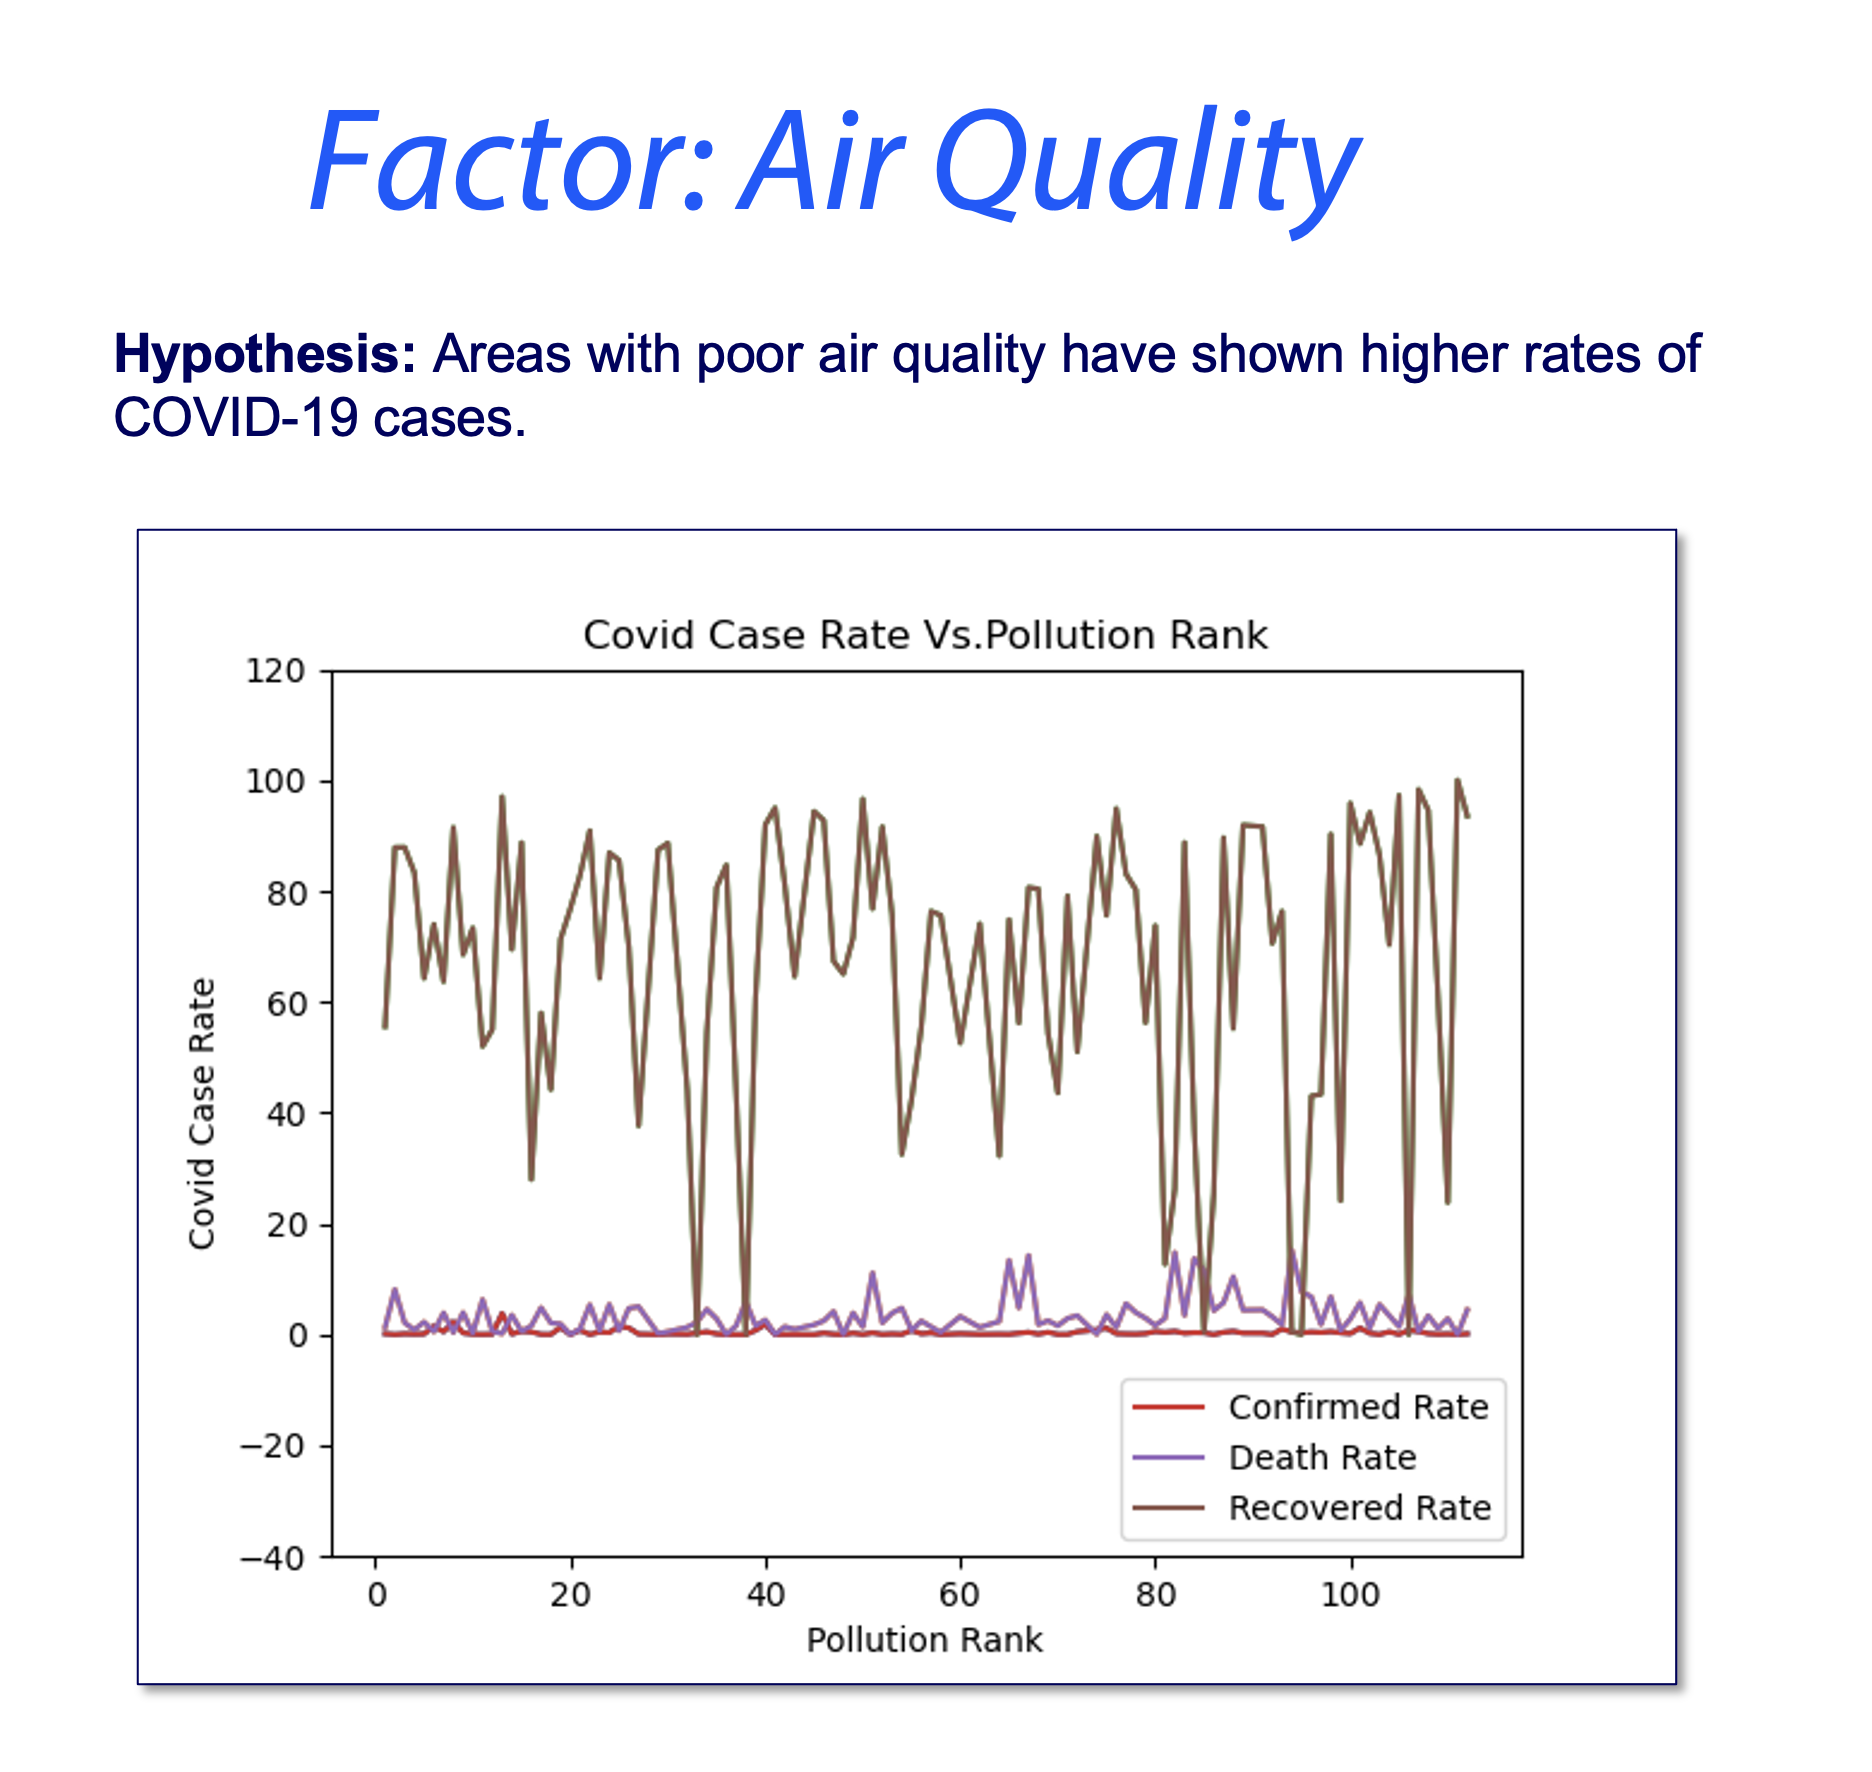 Factor: Air Quality
Hypothesis: Areas with poor air quality have shown higher rates of
COVID-19 cases.
Covid Case Rate Vs.Pollution Rank
120
100
80
60
40
20
0
−20
−40
Covid Case Rate
Confirmed Rate
Death Rate
Recovered Rate
0 20 40 60 80 100
Pollution Rank